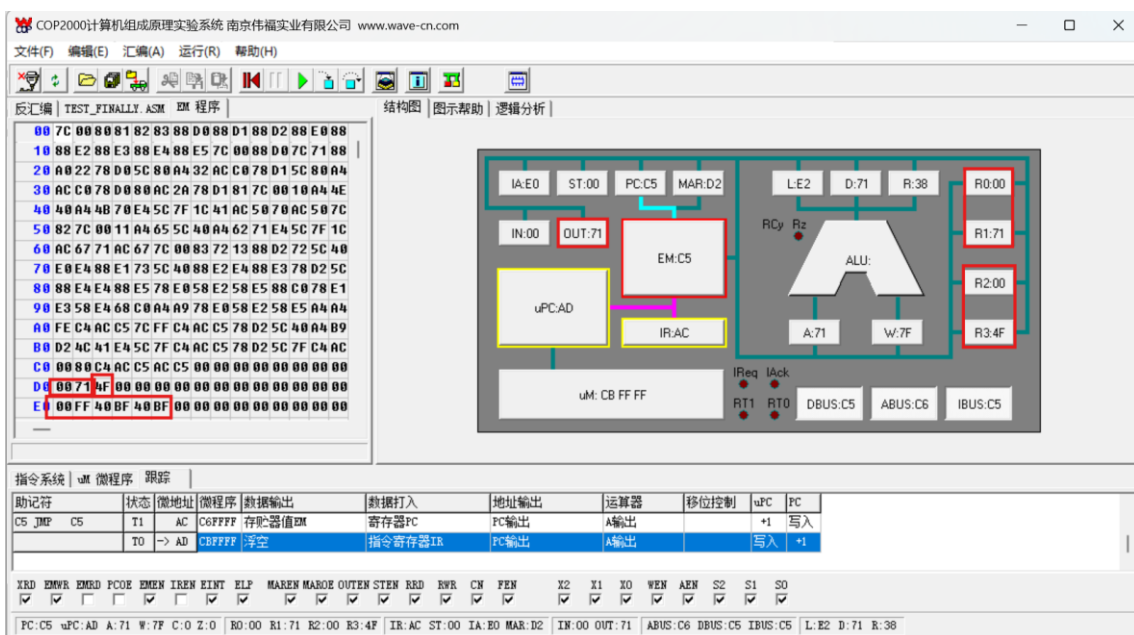 COP2000计算机组成原理实验系统 南京伟福实业有限公司 www.wave-cn.com
文件(F) 编辑(E) 汇编(A) 运行(R) 帮助(H)
反汇编 TEST_FINALLY.ASM EM 程序
00 7C 00 80 81 82 83 88 D0 88 D1 88 D2 88 E0 88
10 88 E2 88 E3 88 E4 88 E5 7C 00 88 D0 7C 71 88
20 A0 22 78 D0 5C 80 A4 32 AC C0 78 D1 5C 80 A4
30 AC C0 78 D0 80 AC 2A 78 D1 81 7C 00 10 A4 4E
40 40 A4 4B 70 E4 5C 7F 1C 41 AC 50 70 AC 50 7C
50 82 7C 00 11 A4 65 5C 40 A4 62 71 E4 5C 7F 1C
60 AC 67 71 AC 67 7C 00 83 72 13 88 D2 72 5C 40
70 E0 E4 88 E1 73 5C 40 88 E2 E4 88 E3 78 D2 5C
80 88 E4 E4 88 E5 78 E0 58 E2 58 E5 88 C0 78 E1
90 E3 58 E4 68 C0 A4 A9 78 E0 58 E2 58 E5 A4 A4
A0 FE C4 AC C5 7C FF C4 AC C5 78 D2 5C 40 A4 B9
B0 D2 4C 41 E4 5C 7F C4 AC C5 78 D2 5C 7F C4 AC
C0 00 80 C4 AC C5 AC C5 00 00 00 00 00 00 00 00
D0 00 71 4F 00 00 00 00 00 00 00 00 00 00 00 00
E0 00 FF 40 BF 40 BF 00 00 00 00 00 00 00 00 00
结构图 图示帮助 逻辑分析
IA:E0 ST:00 PC:C5 MAR:D2 L:E2 D:71 R:38 R0:00
IN:00 OUT:71 RCy Rz R1:71
EM:C5 ALU:
R2:00
uPC:AD
IR:AC A:71 W:7F R3:4F
IReq IAck
uM: CB FF FF
RT1 RT0 DBUS:C5 ABUS:C6 IBUS:C5
指令系统 uM 微程序 跟踪
助记符 状态 微地址 微程序 数据输出 数据打入 地址输出 运算器 移位控制 uPC PC
C5 JMP C5 T1 AC C6FFFF 存贮器值EM 寄存器PC PC输出 A输出 +1 写入
T0 -> AD CBFFFF 浮空 指令寄存器IR PC输出 A输出 写入 +1
XRD EMWR EMRD PCOE EMEN IREN EINT ELP MAREN MAROE OUTEN STEN RRD RWR CN FEN X2 X1 X0 WEN AEN S2 S1 S0
PC:C5 uPC:AD A:71 W:7F C:0 Z:0 R0:00 R1:71 R2:00 R3:4F IR:AC ST:00 IA:E0 MAR:D2 IN:00 OUT:71 ABUS:C6 DBUS:C5 IBUS:C5 L:E2 D:71 R:38